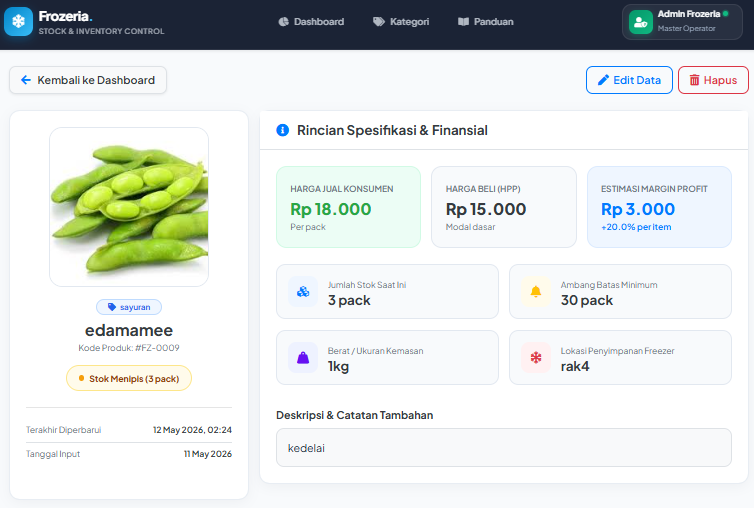 Frozeria.
STOCK & INVENTORY CONTROL
Dashboard
Kategori
Panduan
Admin Frozeria
Master Operator
Kembali ke Dashboard
Edit Data
Hapus
sayuran
edamamee
Kode Produk: #FZ-0009
Stok Menipis (3 pack)
Terakhir Diperbarui 12 May 2026, 02:24
Tanggal Input 11 May 2026
Rincian Spesifikasi & Finansial
HARGA JUAL KONSUMEN
Rp 18.000
Per pack
HARGA BELI (HPP)
Rp 15.000
Modal dasar
ESTIMASI MARGIN PROFIT
Rp 3.000
+20.0% per item
Jumlah Stok Saat Ini
3 pack
Ambang Batas Minimum
30 pack
Berat / Ukuran Kemasan
1kg
Lokasi Penyimpanan Freezer
rak4
Deskripsi & Catatan Tambahan
kedelai